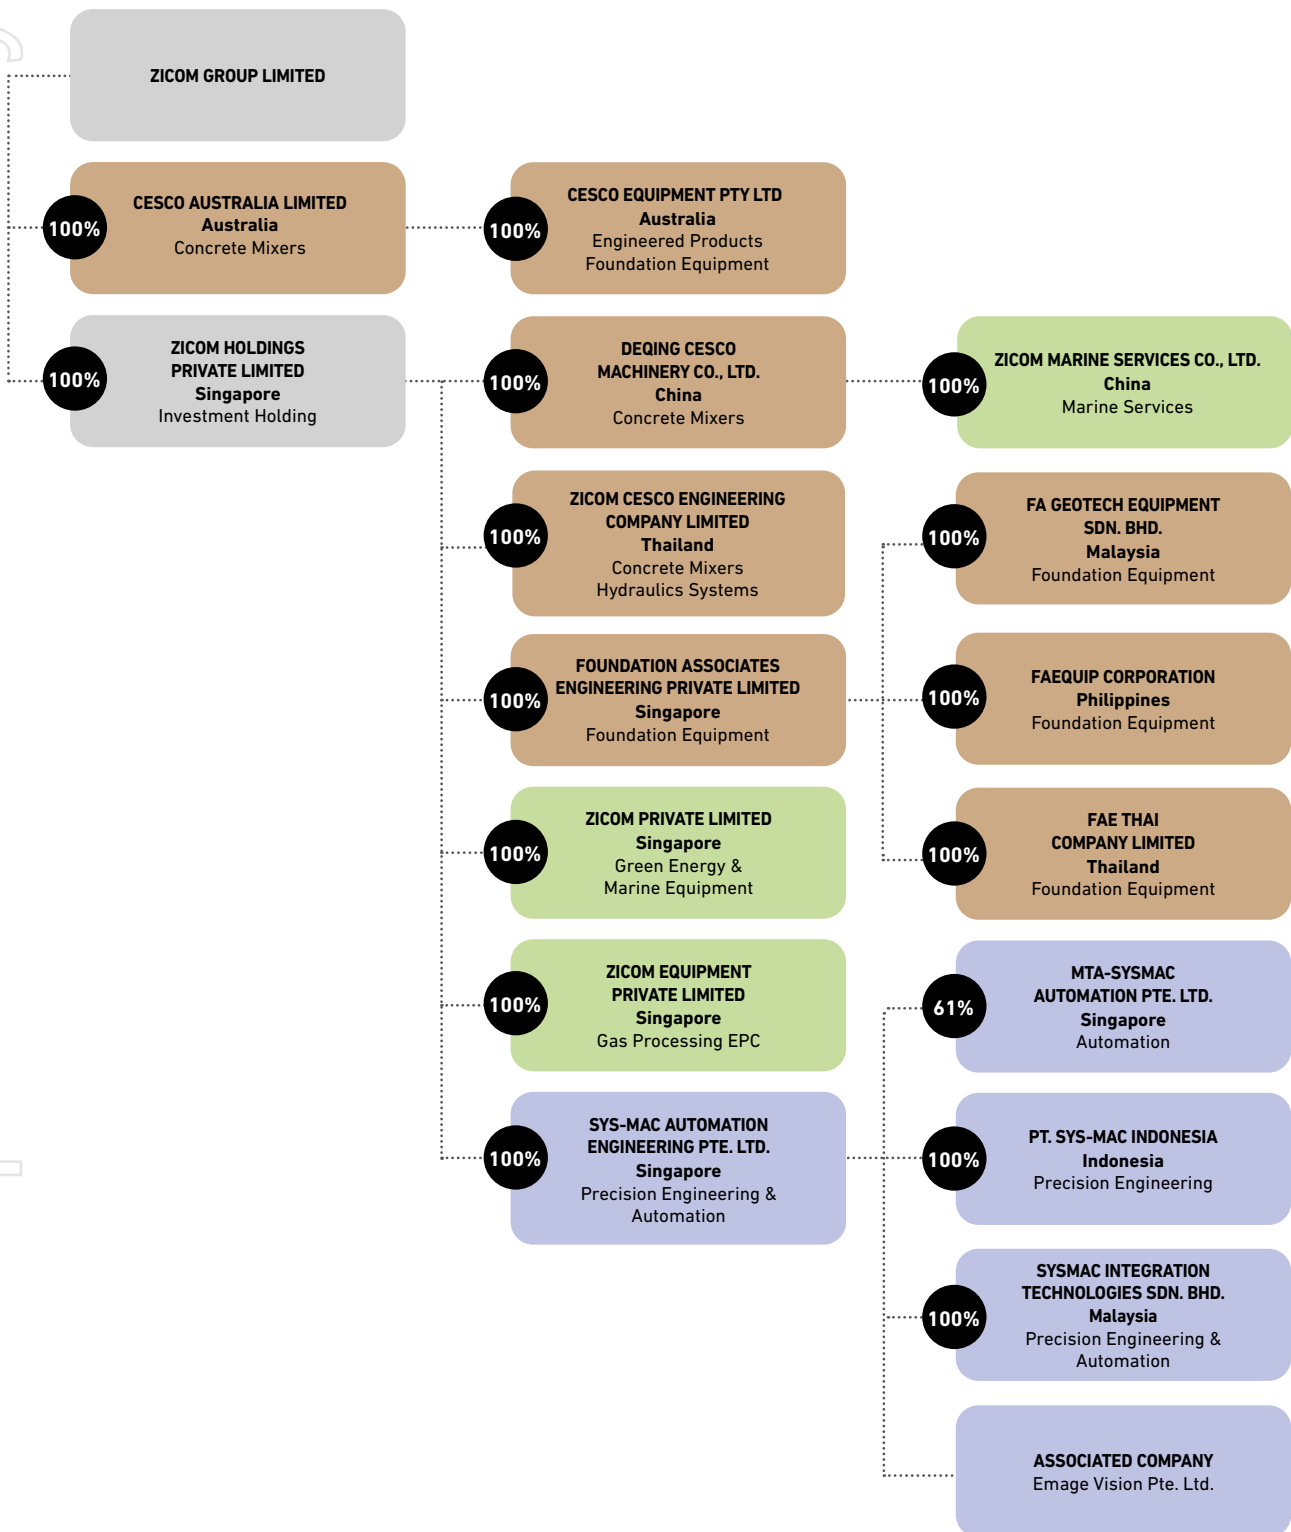 ZICOM GROUP LIMITED
100%
CESCO AUSTRALIA LIMITED
Australia
Concrete Mixers
100%
CESCO EQUIPMENT PTY LTD
Australia
Engineered Products
Foundation Equipment
100%
ZICOM HOLDINGS
PRIVATE LIMITED
Singapore
Investment Holding
100%
DEQING CESCO
MACHINERY CO., LTD.
China
Concrete Mixers
100%
ZICOM MARINE SERVICES CO., LTD.
China
Marine Services
100%
ZICOM CESCO ENGINEERING
COMPANY LIMITED
Thailand
Concrete Mixers
Hydraulics Systems
100%
FA GEOTECH EQUIPMENT
SDN. BHD.
Malaysia
Foundation Equipment
100%
FOUNDATION ASSOCIATES
ENGINEERING PRIVATE LIMITED
Singapore
Foundation Equipment
100%
FAEQUIP CORPORATION
Philippines
Foundation Equipment
100%
ZICOM PRIVATE LIMITED
Singapore
Green Energy &
Marine Equipment
100%
FAE THAI
COMPANY LIMITED
Thailand
Foundation Equipment
100%
ZICOM EQUIPMENT
PRIVATE LIMITED
Singapore
Gas Processing EPC
61%
MTA-SYSMAC
AUTOMATION PTE. LTD.
Singapore
Automation
100%
SYS-MAC AUTOMATION
ENGINEERING PTE. LTD.
Singapore
Precision Engineering &
Automation
100%
PT. SYS-MAC INDONESIA
Indonesia
Precision Engineering
100%
SYSMAC INTEGRATION
TECHNOLOGIES SDN. BHD.
Malaysia
Precision Engineering &
Automation
ASSOCIATED COMPANY
Emage Vision Pte. Ltd.